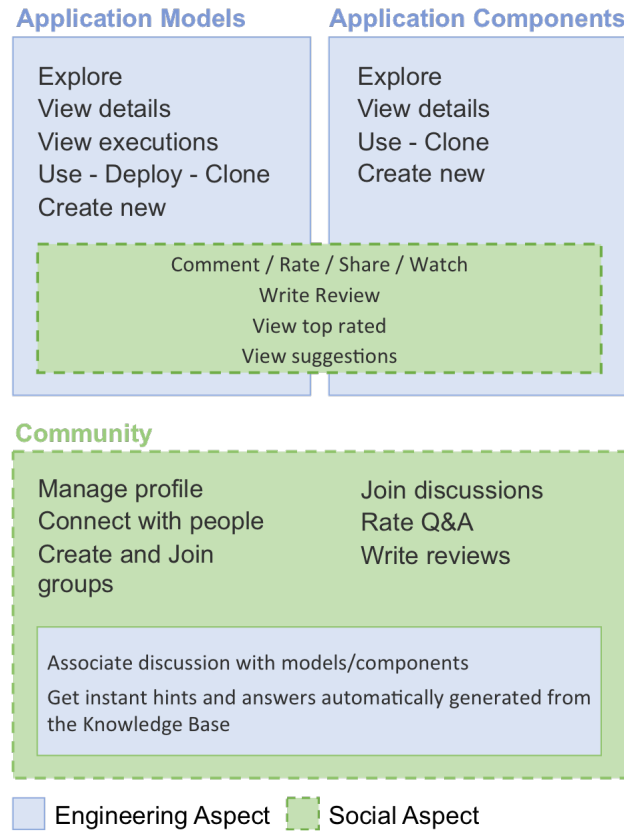 Application Models
Explore
View details
View executions
Use - Deploy - Clone
Create new
Application Components
Explore
View details
Use - Clone
Create new
Comment / Rate / Share / Watch
Write Review
View top rated
View suggestions
Community
Manage profile
Connect with people
Create and Join
groups
Join discussions
Rate Q&A
Write reviews
Associate discussion with models/components
Get instant hints and answers automatically generated from
the Knowledge Base
Engineering Aspect
Social Aspect